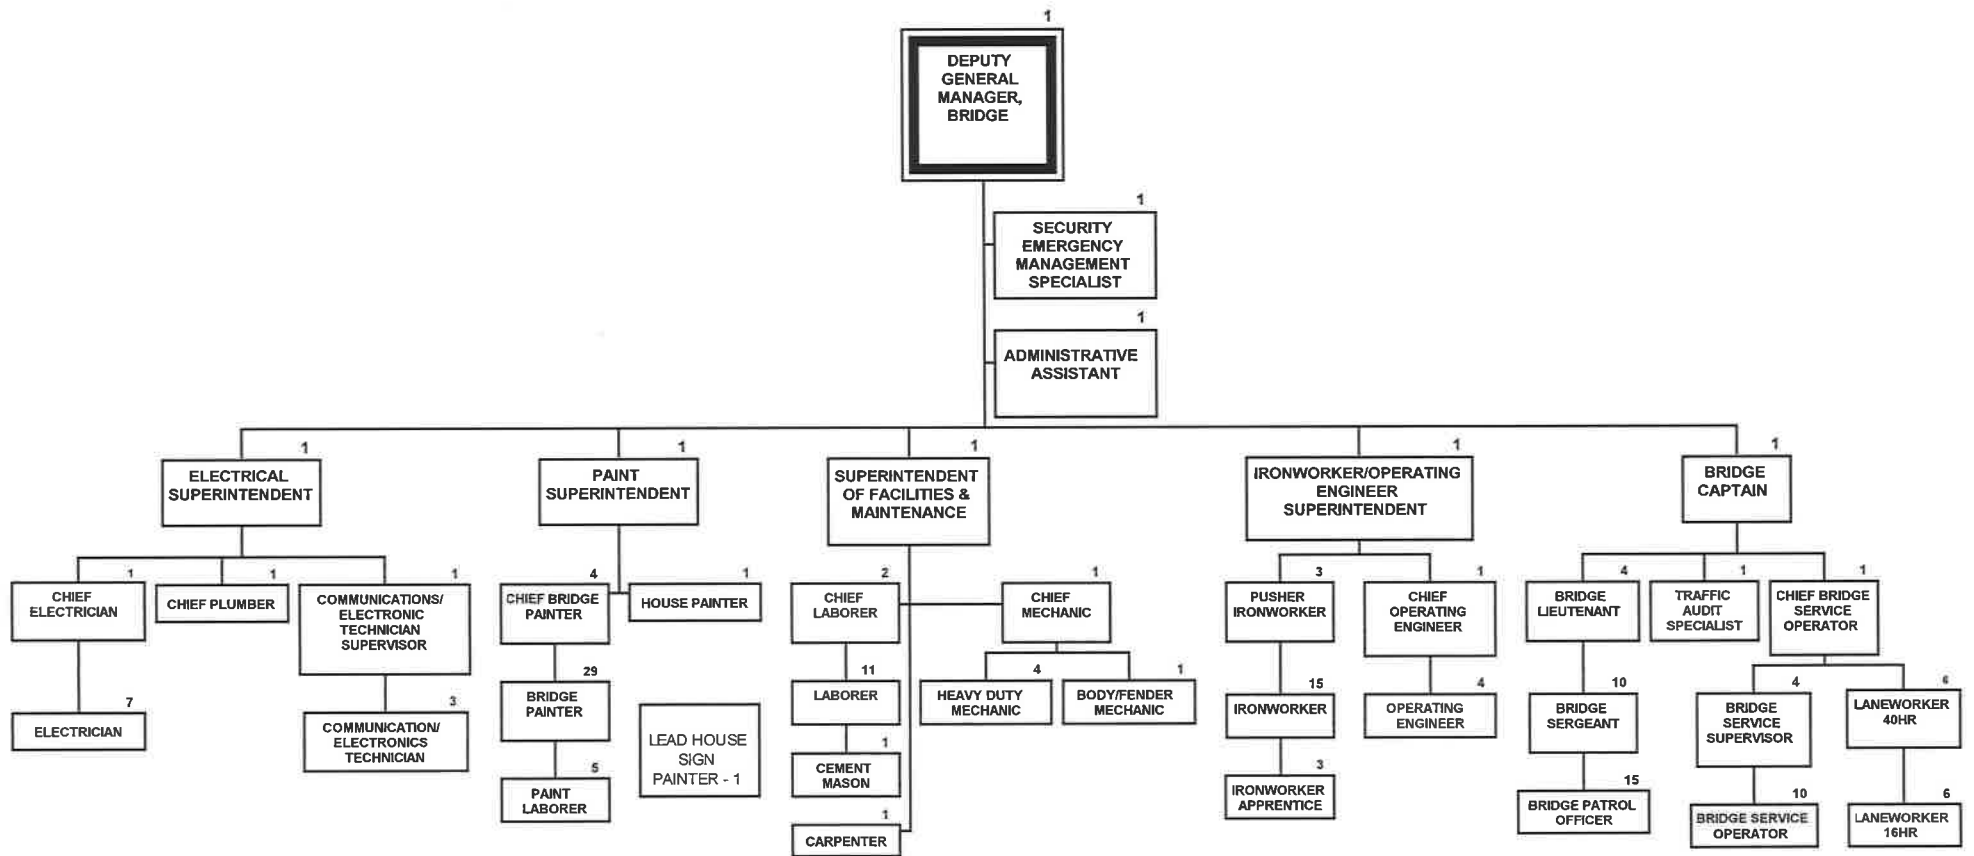 1
DEPUTY
GENERAL
MANAGER,
BRIDGE
1
SECURITY
EMERGENCY
MANAGEMENT
SPECIALIST
1
ADMINISTRATIVE
ASSISTANT
1
ELECTRICAL
SUPERINTENDENT
1
CHIEF
ELECTRICIAN
7
ELECTRICIAN
1
CHIEF PLUMBER
1
COMMUNICATIONS/
ELECTRONIC
TECHNICIAN
SUPERVISOR
3
COMMUNICATION/
ELECTRONICS
TECHNICIAN
1
PAINT
SUPERINTENDENT
4
CHIEF BRIDGE
PAINTER
29
BRIDGE
PAINTER
5
PAINT
LABORER
1
HOUSE PAINTER
LEAD HOUSE
SIGN
PAINTER - 1
1
SUPERINTENDENT
OF FACILITIES &
MAINTENANCE
2
CHIEF
LABORER
11
LABORER
1
CEMENT
MASON
1
CARPENTER
1
CHIEF
MECHANIC
4
HEAVY DUTY
MECHANIC
1
BODY/FENDER
MECHANIC
1
IRONWORKER/OPERATING
ENGINEER
SUPERINTENDENT
3
PUSHER
IRONWORKER
15
IRONWORKER
3
IRONWORKER
APPRENTICE
1
CHIEF
OPERATING
ENGINEER
4
OPERATING
ENGINEER
1
BRIDGE
CAPTAIN
4
BRIDGE
LIEUTENANT
10
BRIDGE
SERGEANT
15
BRIDGE PATROL
OFFICER
1
TRAFFIC
AUDIT
SPECIALIST
1
CHIEF BRIDGE
SERVICE
OPERATOR
4
BRIDGE
SERVICE
SUPERVISOR
10
BRIDGE SERVICE
OPERATOR
6
LANEWORKER
40HR
6
LANEWORKER
16HR